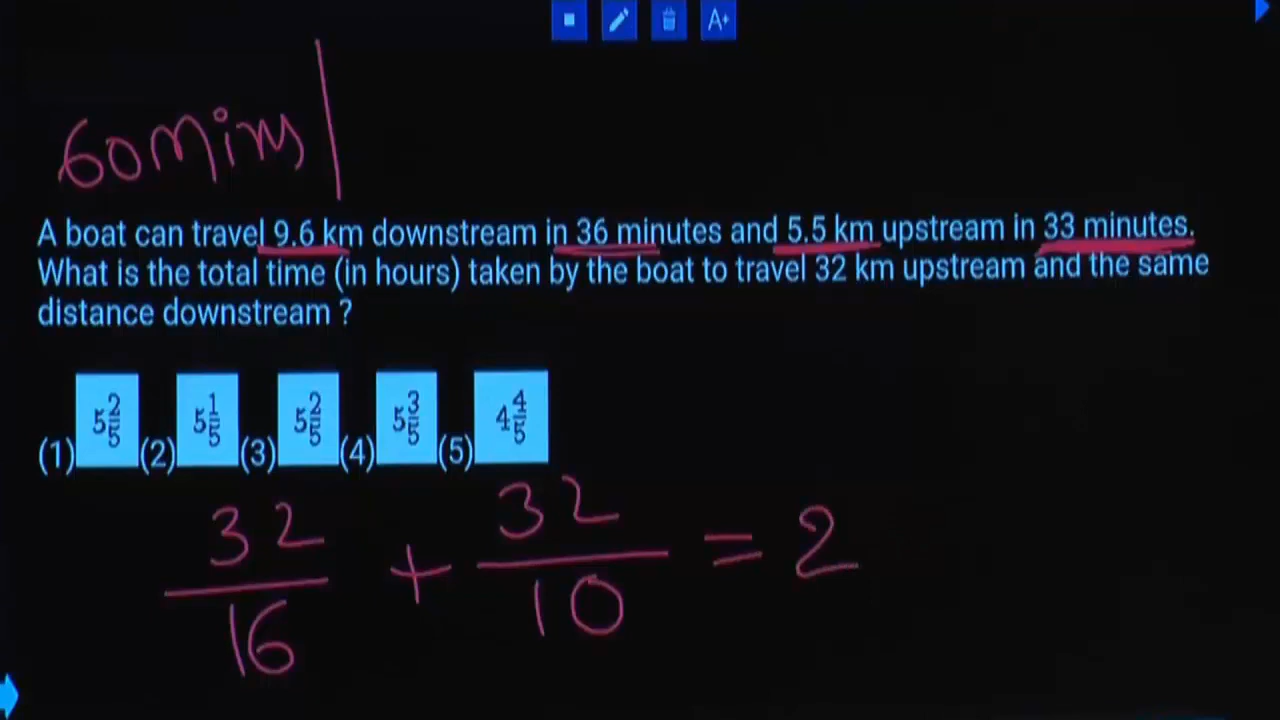 A+
60 mins
A boat can travel 9.6 km downstream in 36 minutes and 5.5 km upstream in 33 minutes.
What is the total time (in hours) taken by the boat to travel 32 km upstream and the same
distance downstream ?
(1) 5 2/5 (2) 5 1/5 (3) 5 2/5 (4) 5 3/5 (5) 4 4/5
32/16 + 32/10 = 2